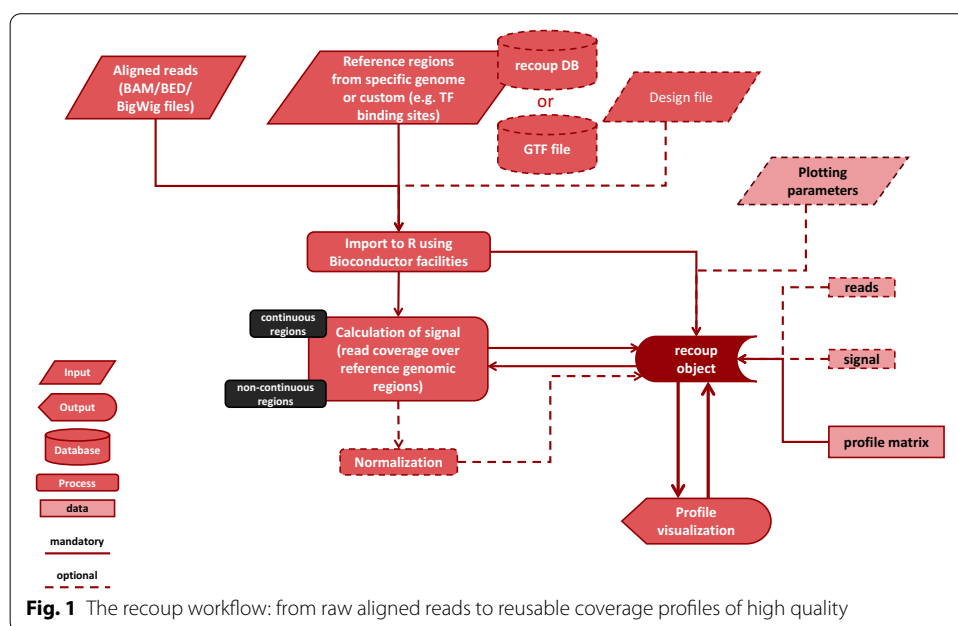 Aligned reads
(BAM/BED/
BigWig files)
Reference regions
from specific genome
or custom (e.g. TF
binding sites)
recoup DB
or
GTF file
Design file
Plotting
parameters
Import to R using
Bioconductor facilities
reads
continuous
regions
Calculation of signal
(read coverage over
reference genomic
regions)
non-continuous
regions
recoup
object
signal
Input
Output
Database
Process
data
mandatory
optional
Normalization
profile matrix
Profile
visualization
Fig. 1 The recoup workflow: from raw aligned reads to reusable coverage profiles of high quality